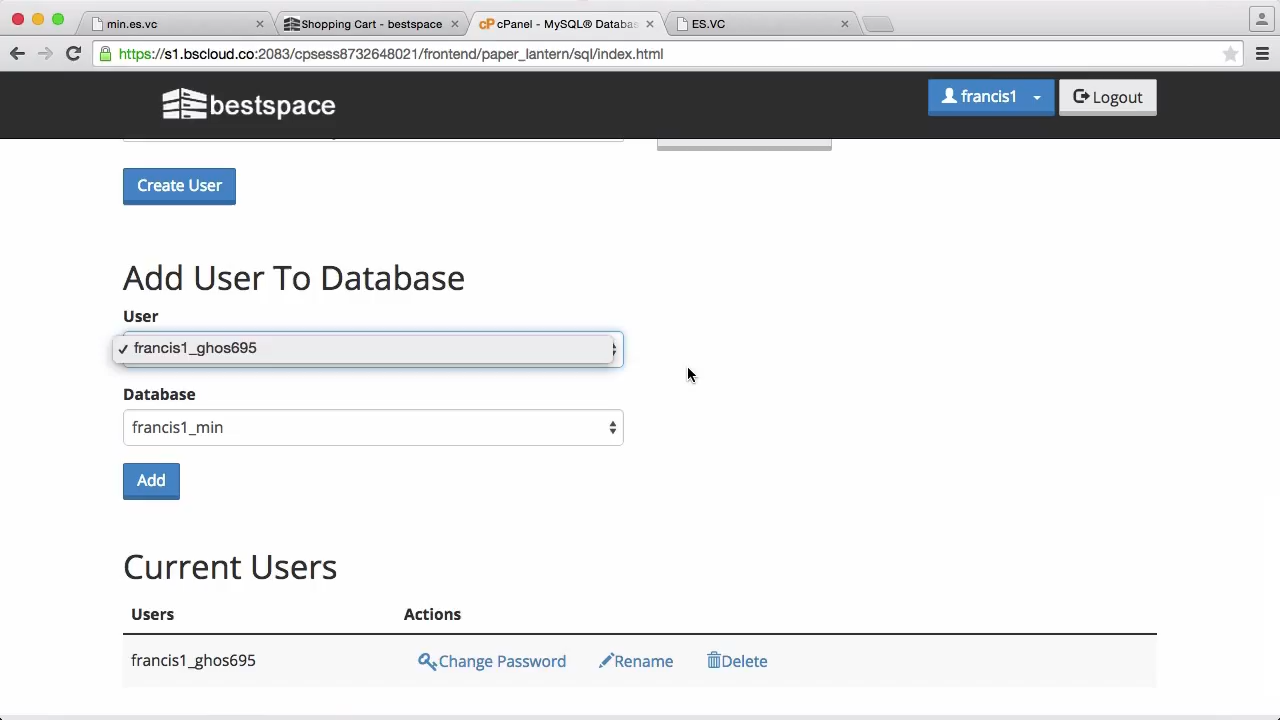 min.es.vc
Shopping Cart - bestspace
cP cPanel - MySQL® Databas
ES.VC
https://s1.bscloud.co:2083/cpsess8732648021/frontend/paper_lantern/sql/index.html
bestspace
francis1
Logout
Create User
Add User To Database
User
✓ francis1_ghos695
Database
francis1_min
Add
Current Users
Users Actions
francis1_ghos695 Change Password Rename Delete